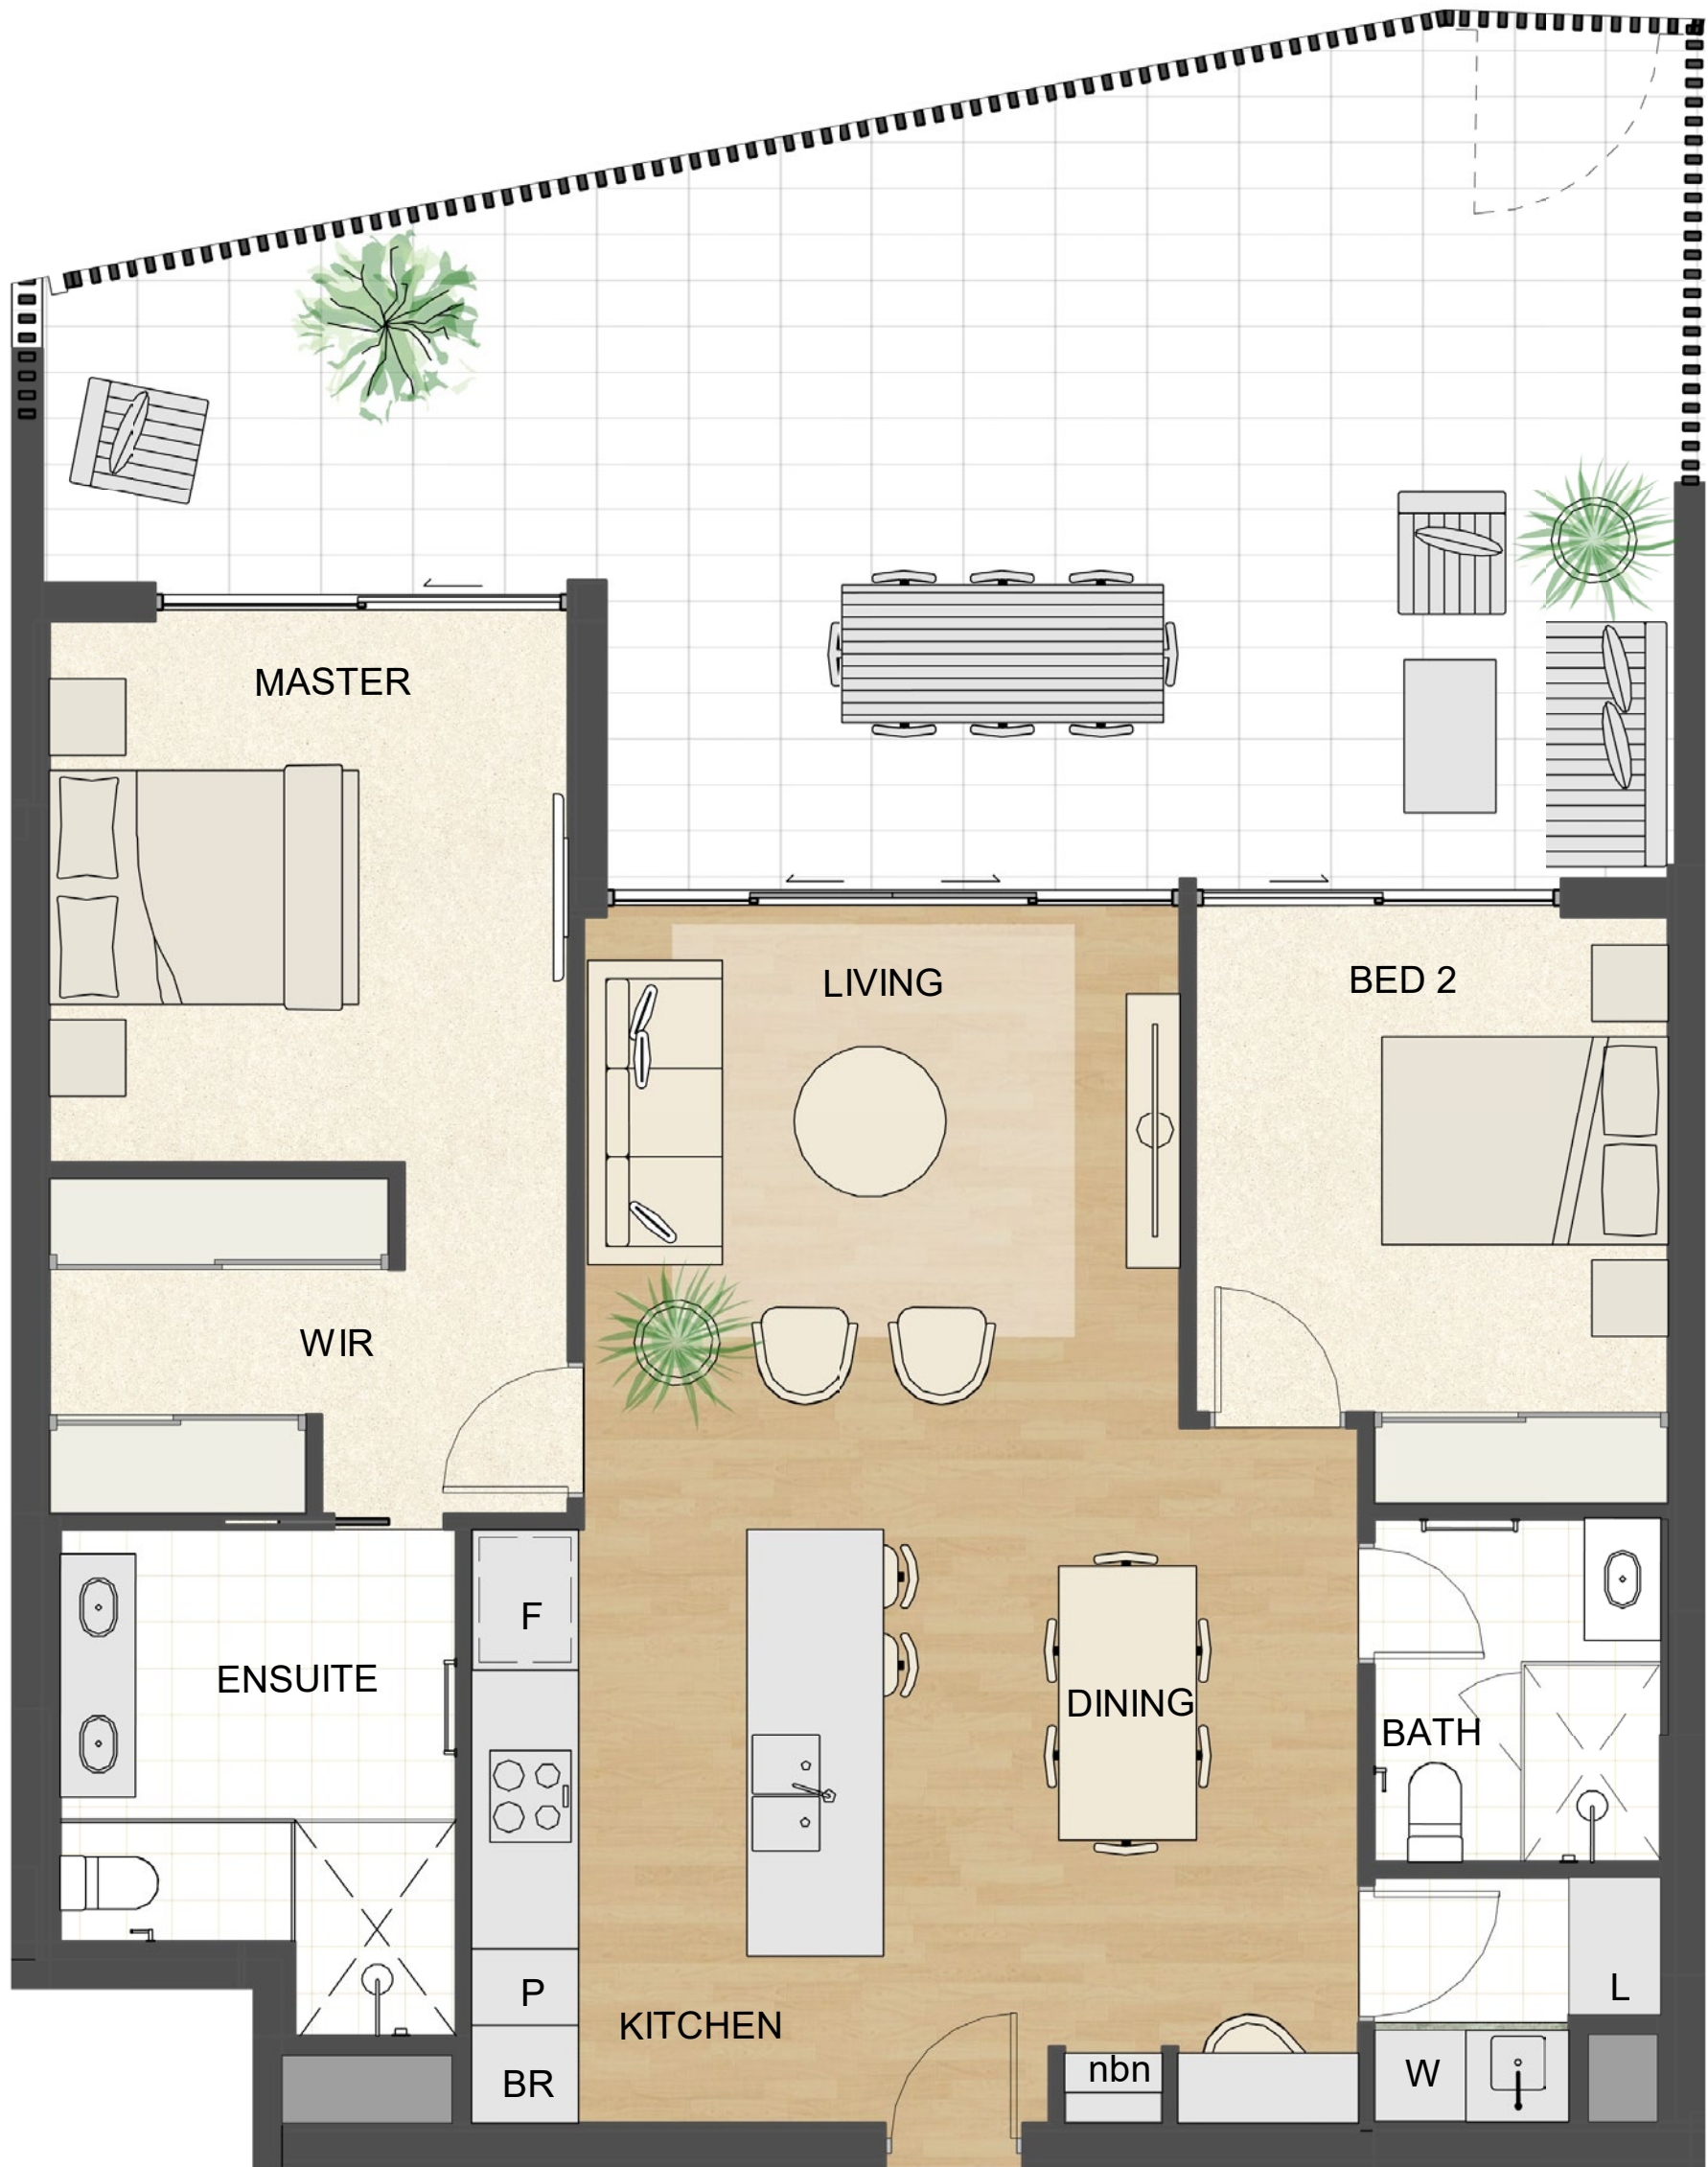 MASTER
LIVING
BED 2
WIR
F
ENSUITE
DINING
BATH
P
L
KITCHEN
nbn
W
BR